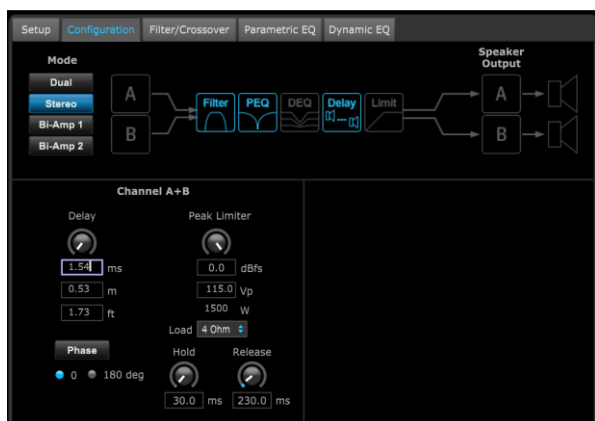 Setup Configuration Filter/Crossover Parametric EQ Dynamic EQ
Mode
Dual
Stereo
Bi-Amp 1
Bi-Amp 2
A
B
Filter PEQ DEQ Delay Limit
Speaker
Output
A
B
Channel A+B
Delay
1.54 ms
0.53 m
1.73 ft
Phase
0 180 deg
Peak Limiter
0.0 dBfs
115.0 Vp
1500 W
Load 4 Ohm
Hold Release
30.0 ms 230.0 ms